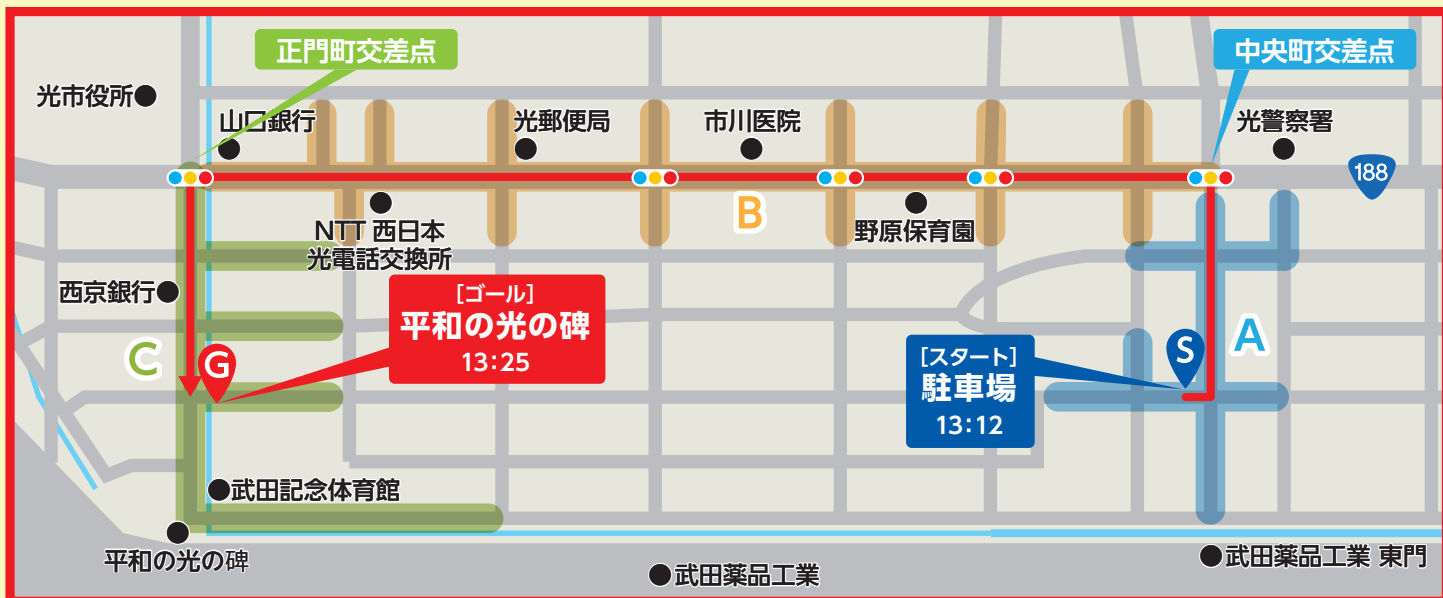 正門町交差点
中央町交差点
光市役所
山口銀行
光郵便局
市川医院
光警察署
188
B
NTT 西日本
光電話交換所
野原保育園
西京銀行
[ゴール]
平和の光の碑
13:25
C
G
[スタート]
駐車場
13:12
S
A
武田記念体育館
平和の光の碑
武田薬品工業
武田薬品工業 東門